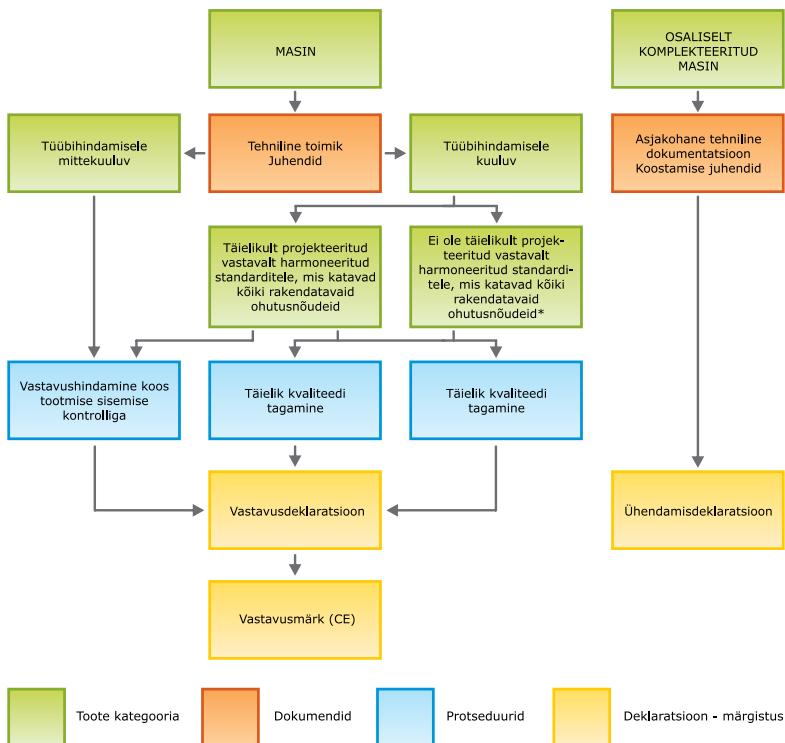 MASIN
OSALISELT
KOMPLEKTEERITUD
MASIN
Tüübihindamisele
mittekuuluv
Tehniline toimik
Juhendid
Tüübihindamisele
kuuluv
Asjakohane tehniline
dokumentatsioon
Koostamise juhendid
Täielikult projekteeritud
vastavalt harmoneeritud
standarditele, mis katavad
kõiki rakendatavaid
ohutusnõudeid
Ei ole täielikult projek-
teeritud vastavalt
harmoneeritud standardi-
tele, mis katavad kõiki
rakendatavaid
ohutusnõudeid*
Vastavushindamine koos
tootmise sisemise
kontrolliga
Täielik kvaliteedi
tagamine
Täielik kvaliteedi
tagamine
Vastavusdeklaratsioon
Ühendamisdeklaratsioon
Vastavusmärk (CE)
Toote kategooria
Dokumendid
Protseduurid
Deklaratsioon - märgistus